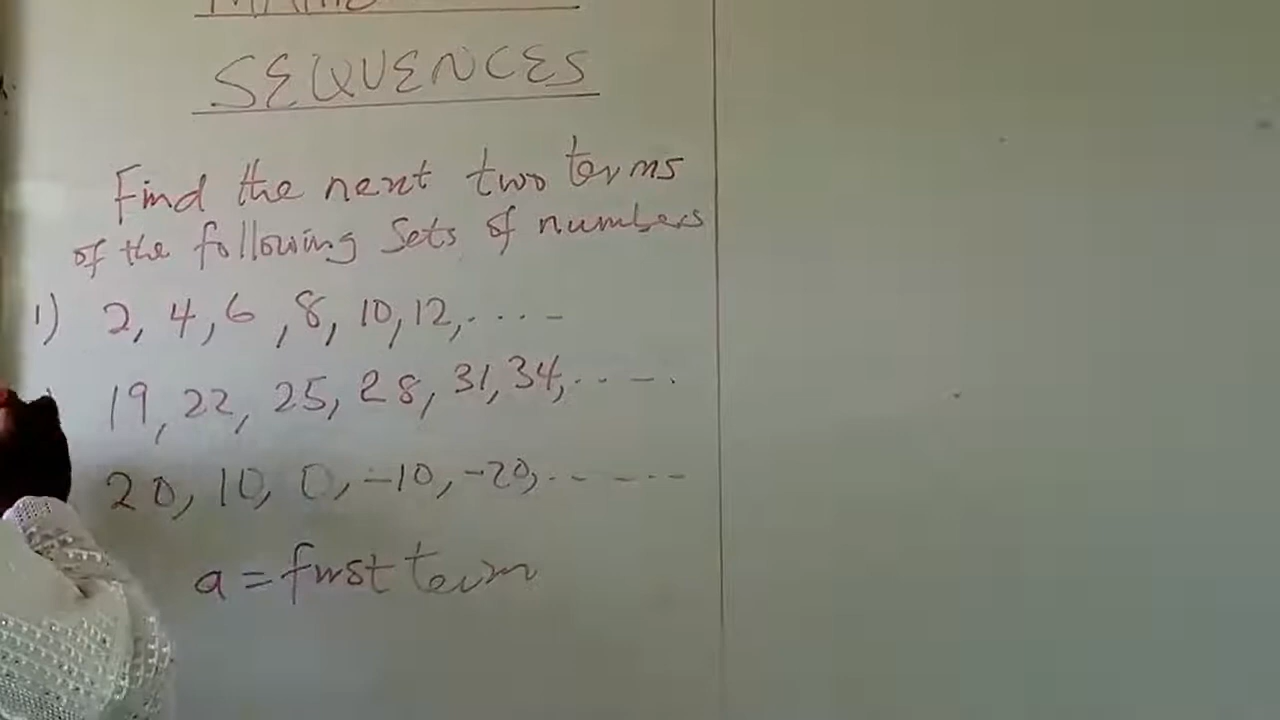 SEQUENCES
Find the next two terms
of the following Sets of numbers
1) 2, 4, 6, 8, 10, 12, . . . . -
19, 22, 25, 28, 31, 34, . . - - .
20, 10, 0, -10, -20, . - - - - -
a = first term